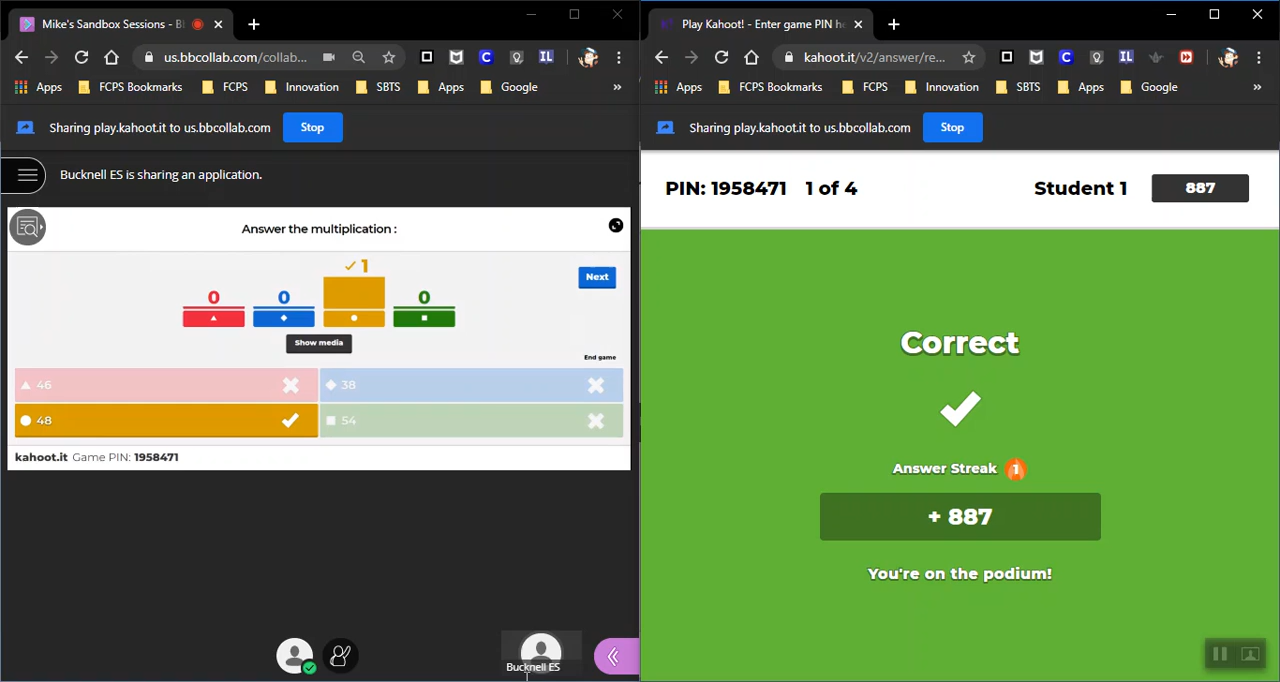 Mike's Sandbox Sessions - Bl
us.bbcollab.com/collab...
Apps
FCPS Bookmarks
FCPS
Innovation
SBTS
Apps
Google
»
Sharing play.kahoot.it to us.bbcollab.com
Stop
Bucknell ES is sharing an application.
Answer the multiplication :
1
Next
0
0
0
Show media
End game
46
38
48
54
kahoot.it Game PIN: 1958471
Bucknell ES
Play Kahoot! - Enter game PIN he
kahoot.it/v2/answer/re...
Apps
FCPS Bookmarks
FCPS
Innovation
SBTS
Apps
Google
»
Sharing play.kahoot.it to us.bbcollab.com
Stop
PIN: 1958471 1 of 4
Student 1 887
Correct
Answer Streak 1
+ 887
You're on the podium!